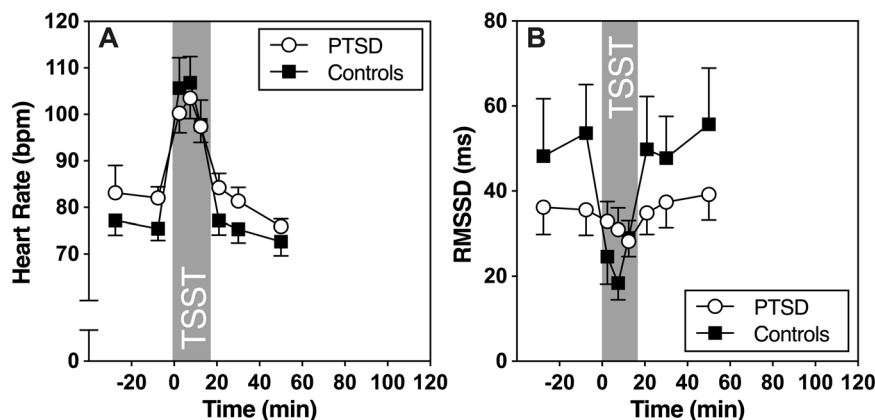 A
PTSD
Controls
TSST
Heart Rate (bpm)
120
110
100
90
80
70
0
-20 0 20 40 60 80 100 120
Time (min)
B
TSST
RMSSD (ms)
80
60
40
20
0
PTSD
Controls
-20 0 20 40 60 80 100 120
Time (min)